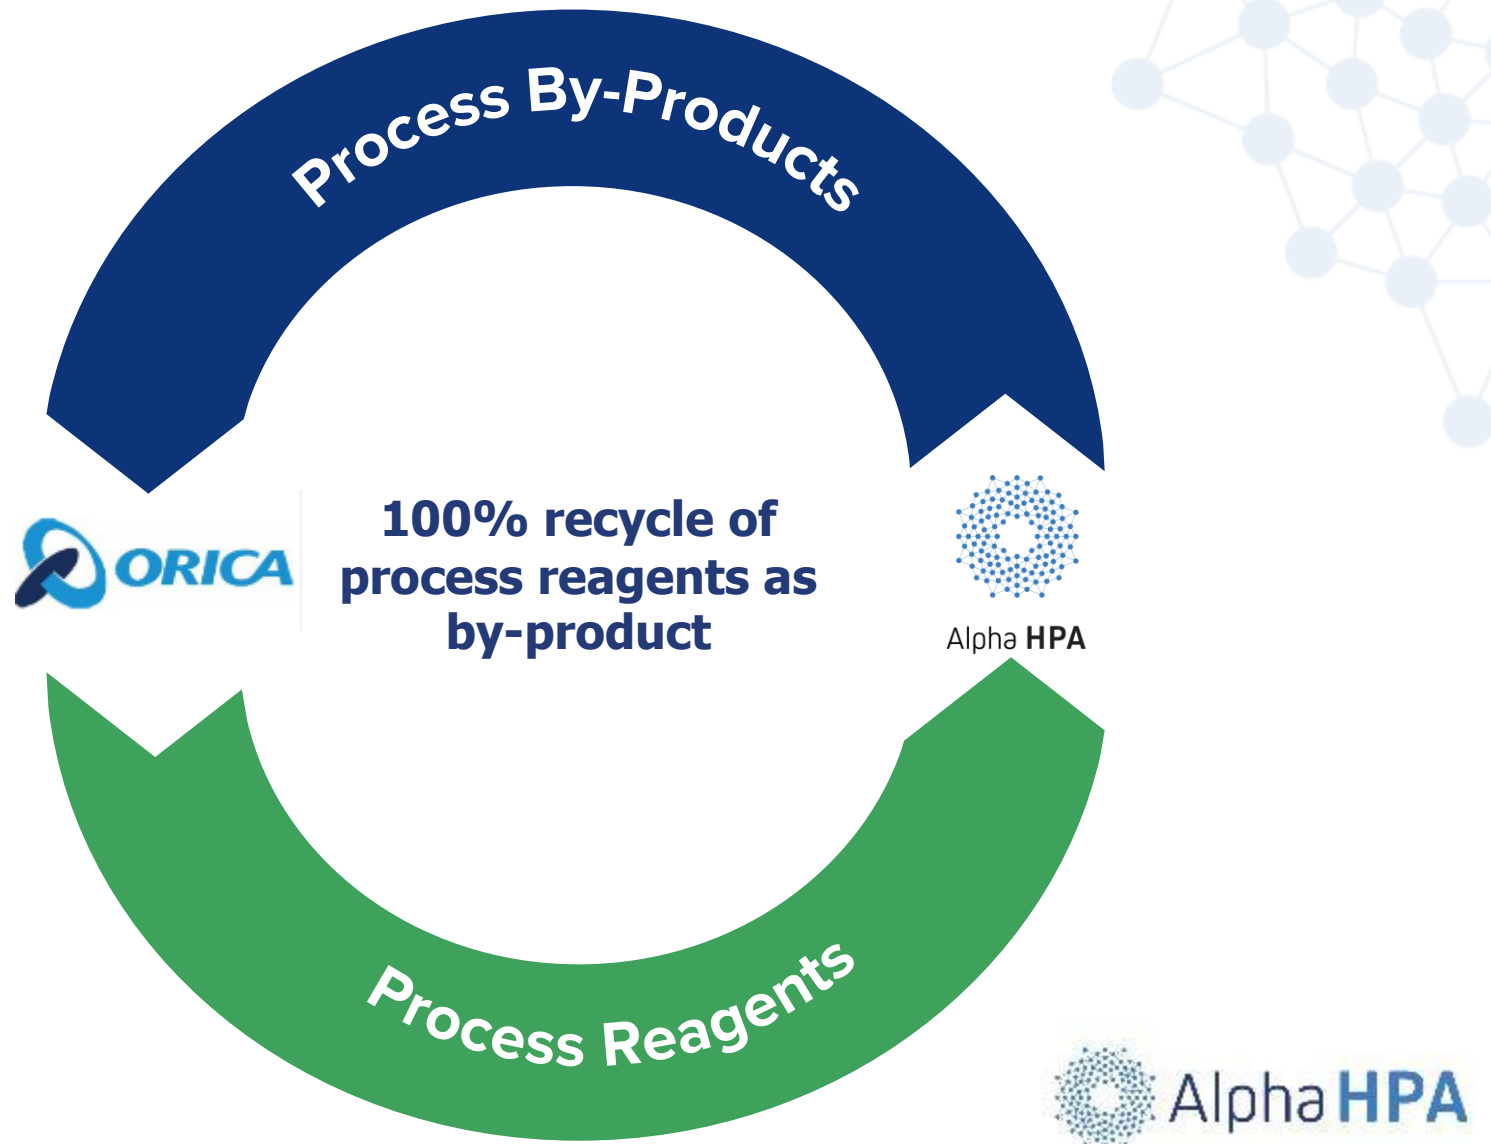 Process By-Products
ORICA
100% recycle of
process reagents as
by-product
Alpha HPA
Process Reagents
Alpha HPA